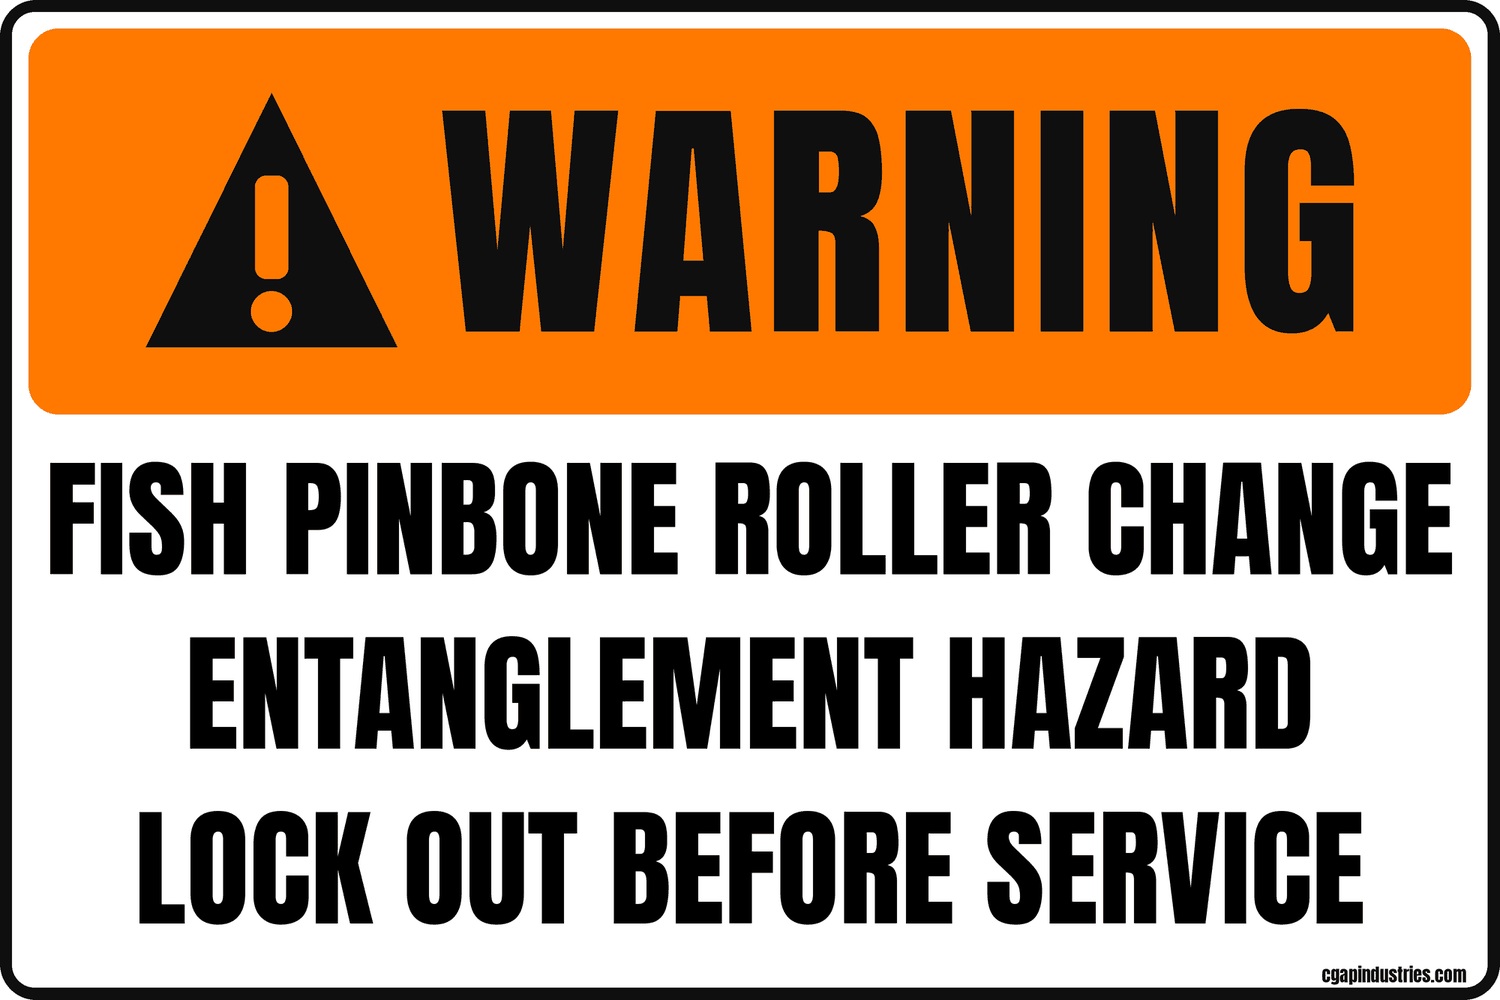 WARNING
FISH PINBONE ROLLER CHANGE
ENTANGLEMENT HAZARD
LOCK OUT BEFORE SERVICE
cgapindustries.com